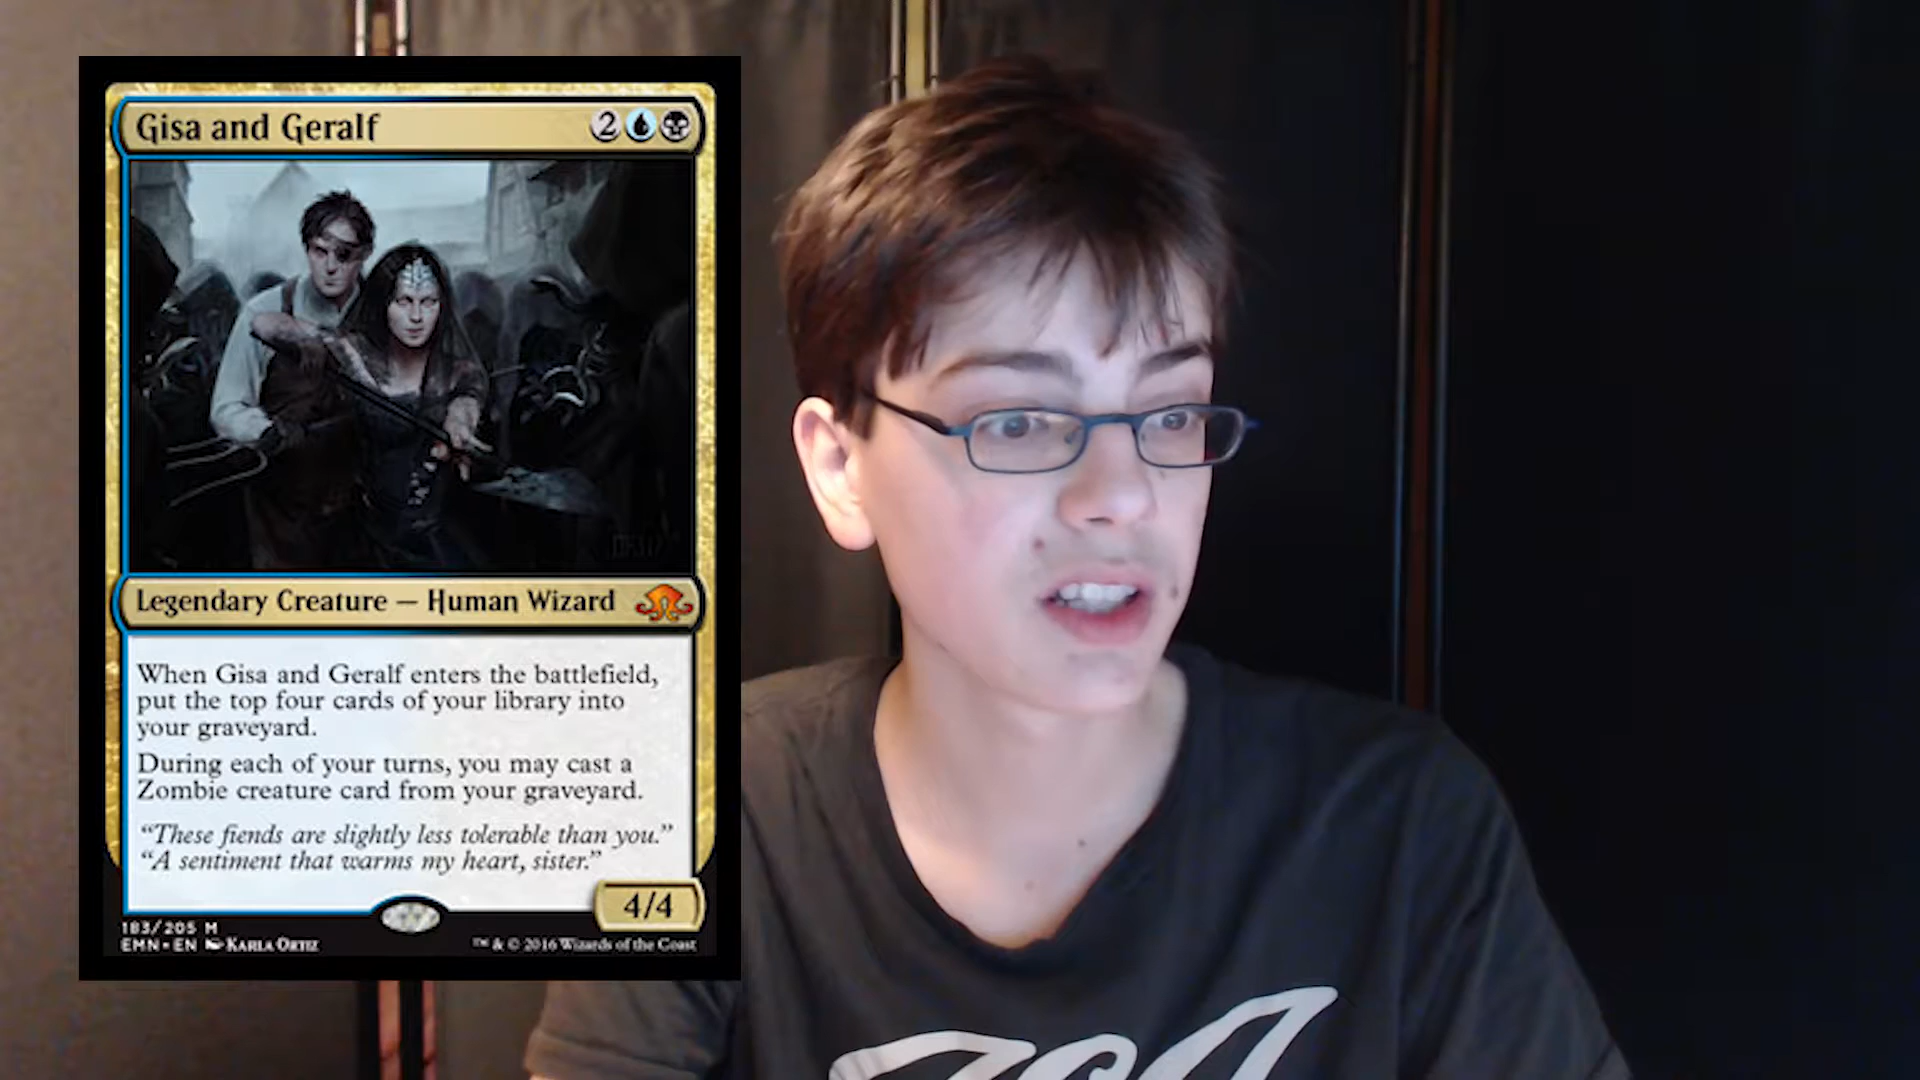 Gisa and Geralf 2
Legendary Creature — Human Wizard
When Gisa and Geralf enters the battlefield,
put the top four cards of your library into
your graveyard.
During each of your turns, you may cast a
Zombie creature card from your graveyard.
“These fiends are slightly less tolerable than you.”
“A sentiment that warms my heart, sister.”
4/4
183/205 M
EMN • EN KARLA ORTIZ
™ & © 2016 Wizards of the Coast